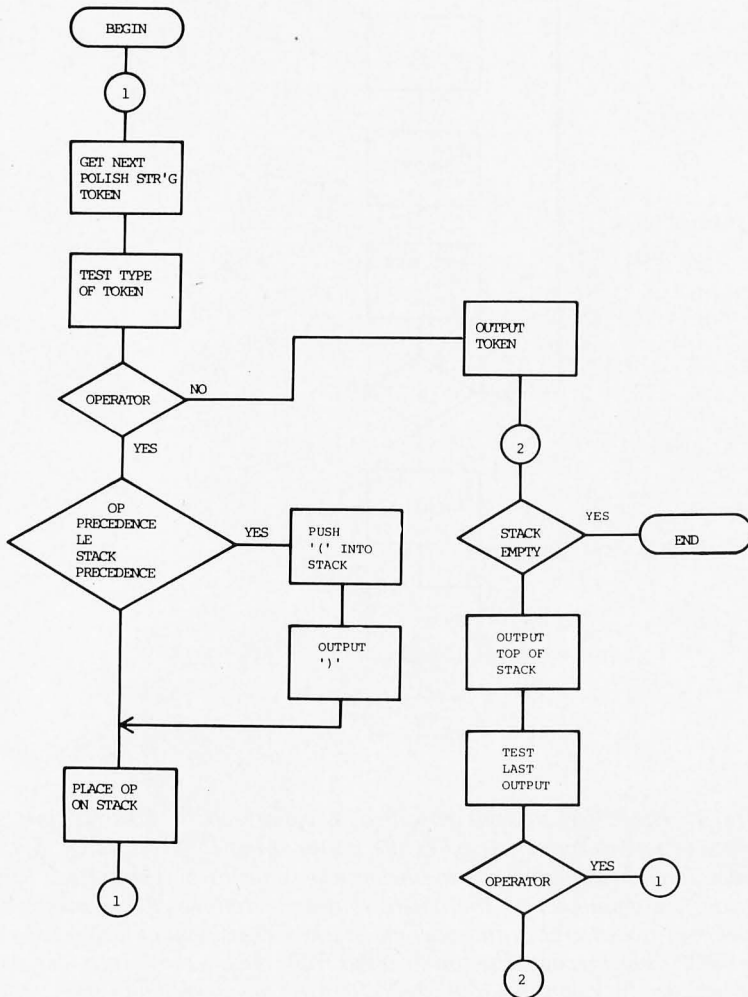 BEGIN
1
GET NEXT
POLISH STR'G
TOKEN
TEST TYPE
OF TOKEN
OPERATOR
NO
YES
OP
PRECEDENCE
LE
STACK
PRECEDENCE
YES
PUSH
'(' INTO
STACK
OUTPUT
')'
PLACE OP
ON STACK
1
OUTPUT
TOKEN
2
STACK
EMPTY
YES
END
OUTPUT
TOP OF
STACK
TEST
LAST
OUTPUT
OPERATOR
YES
1
2